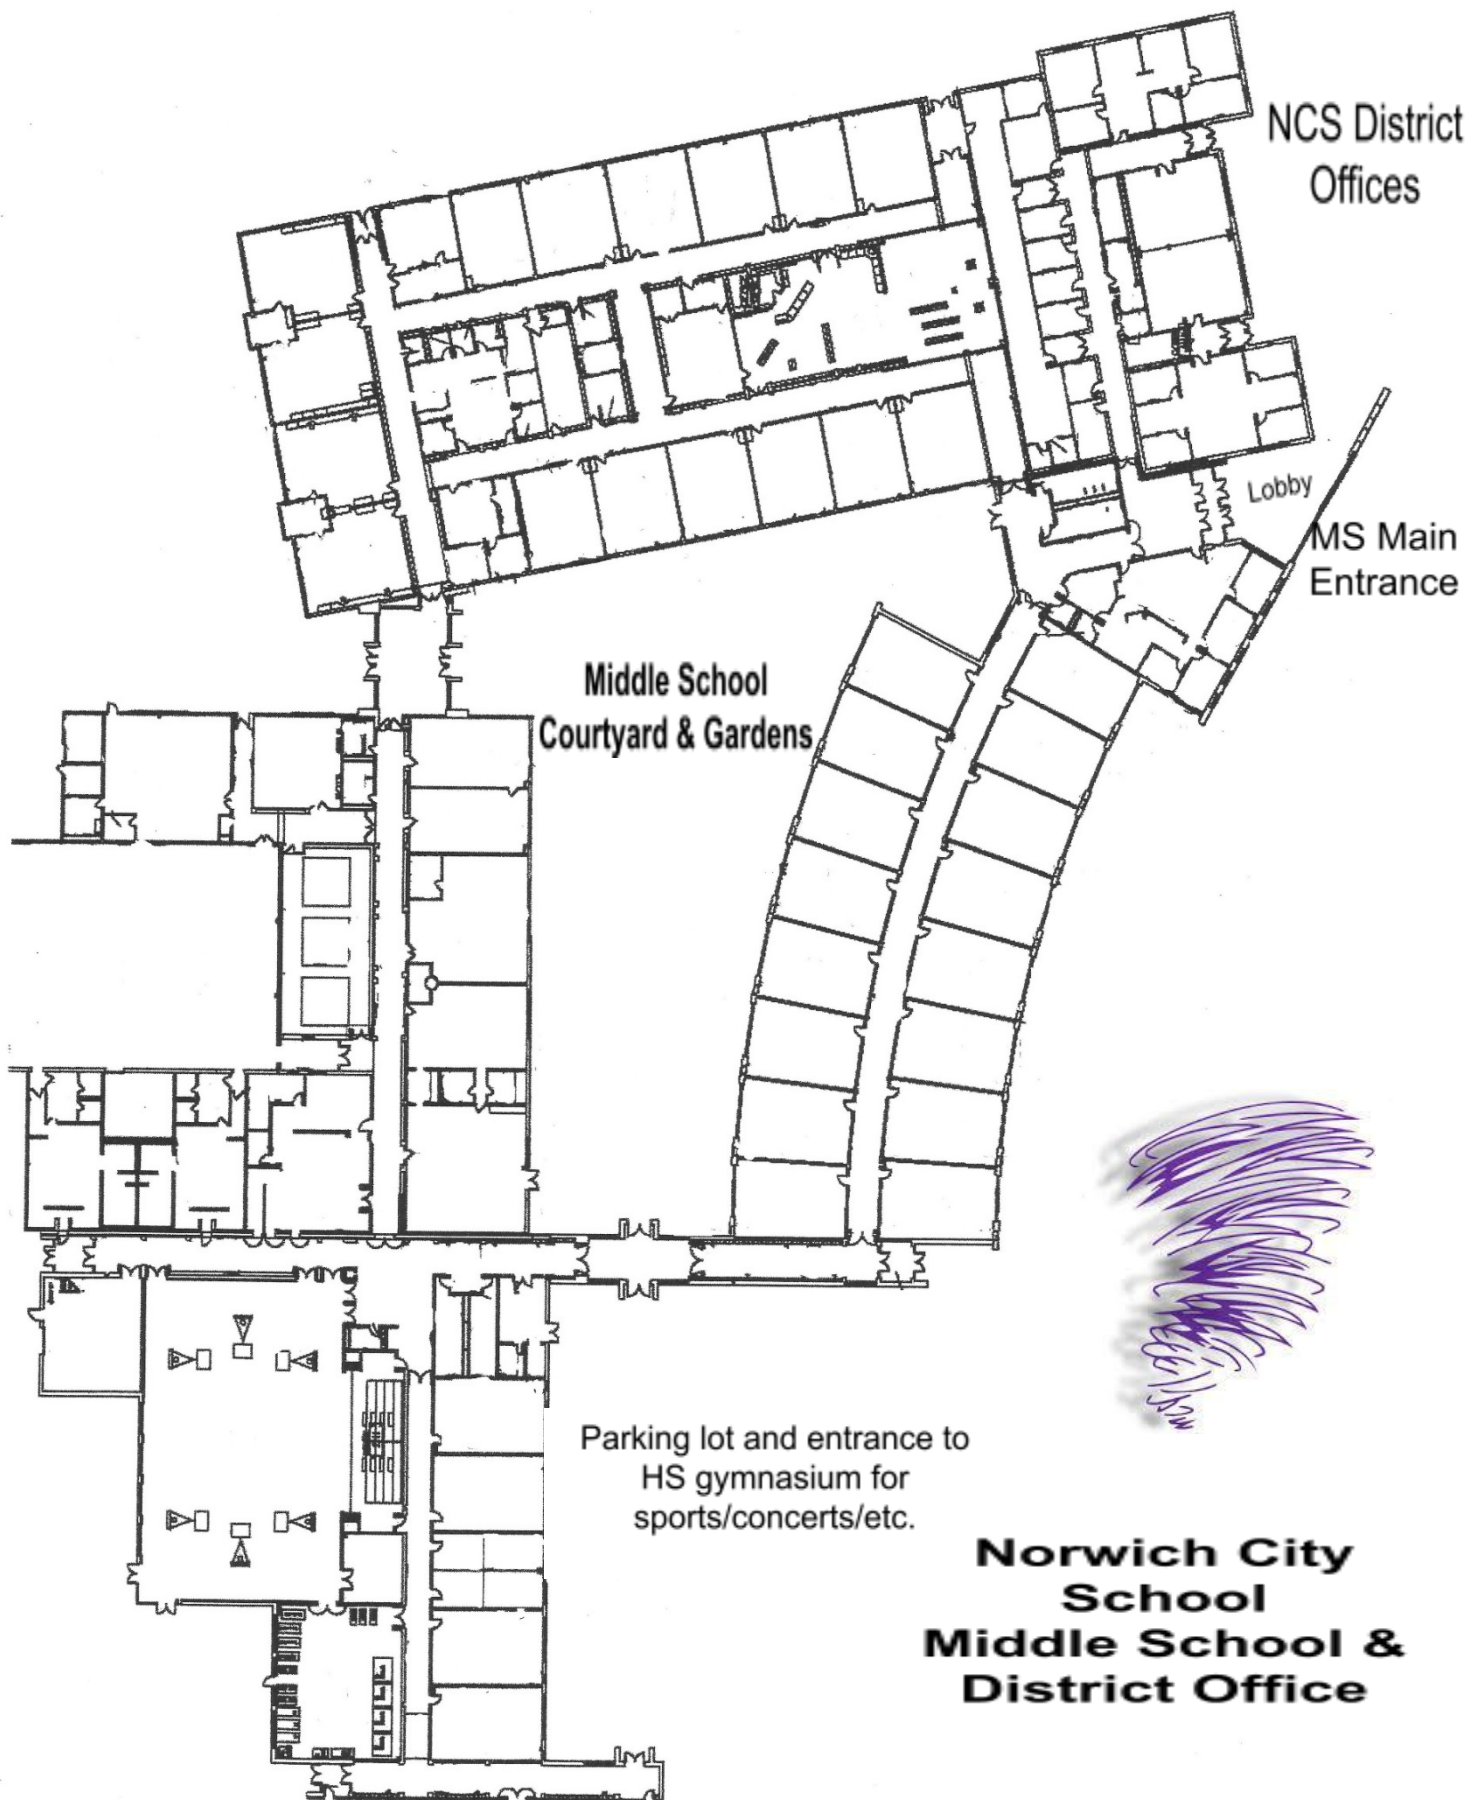 NCS District
Offices
Lobby
MS Main
Entrance
Middle School
Courtyard & Gardens
Parking lot and entrance to
HS gymnasium for
sports/concerts/etc.
Norwich City
School
Middle School &
District Office